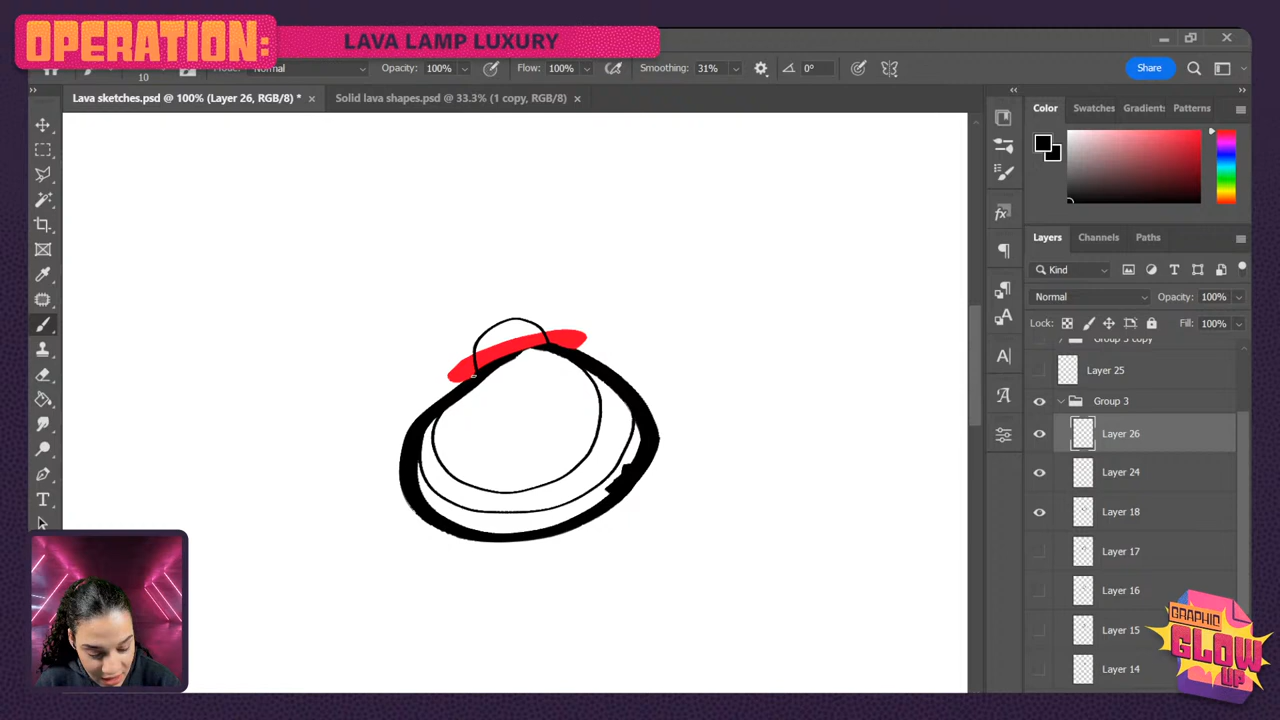 OPERATION:
LAVA LAMP LUXURY
10
Normal
Opacity: 100%
Flow: 100%
Smoothing: 31%
0°
Share
Lava sketches.psd @ 100% (Layer 26, RGB/8) *
Solid lava shapes.psd @ 33.3% (1 copy, RGB/8)
Color
Swatches
Gradient:
Patterns
Layers
Channels
Paths
Kind
Normal
Opacity: 100%
Lock:
Fill: 100%
Group 3 copy
Layer 25
Group 3
Layer 26
Layer 24
Layer 18
Layer 17
Layer 16
Layer 15
Layer 14
GRAPHIC
GLOW
UP